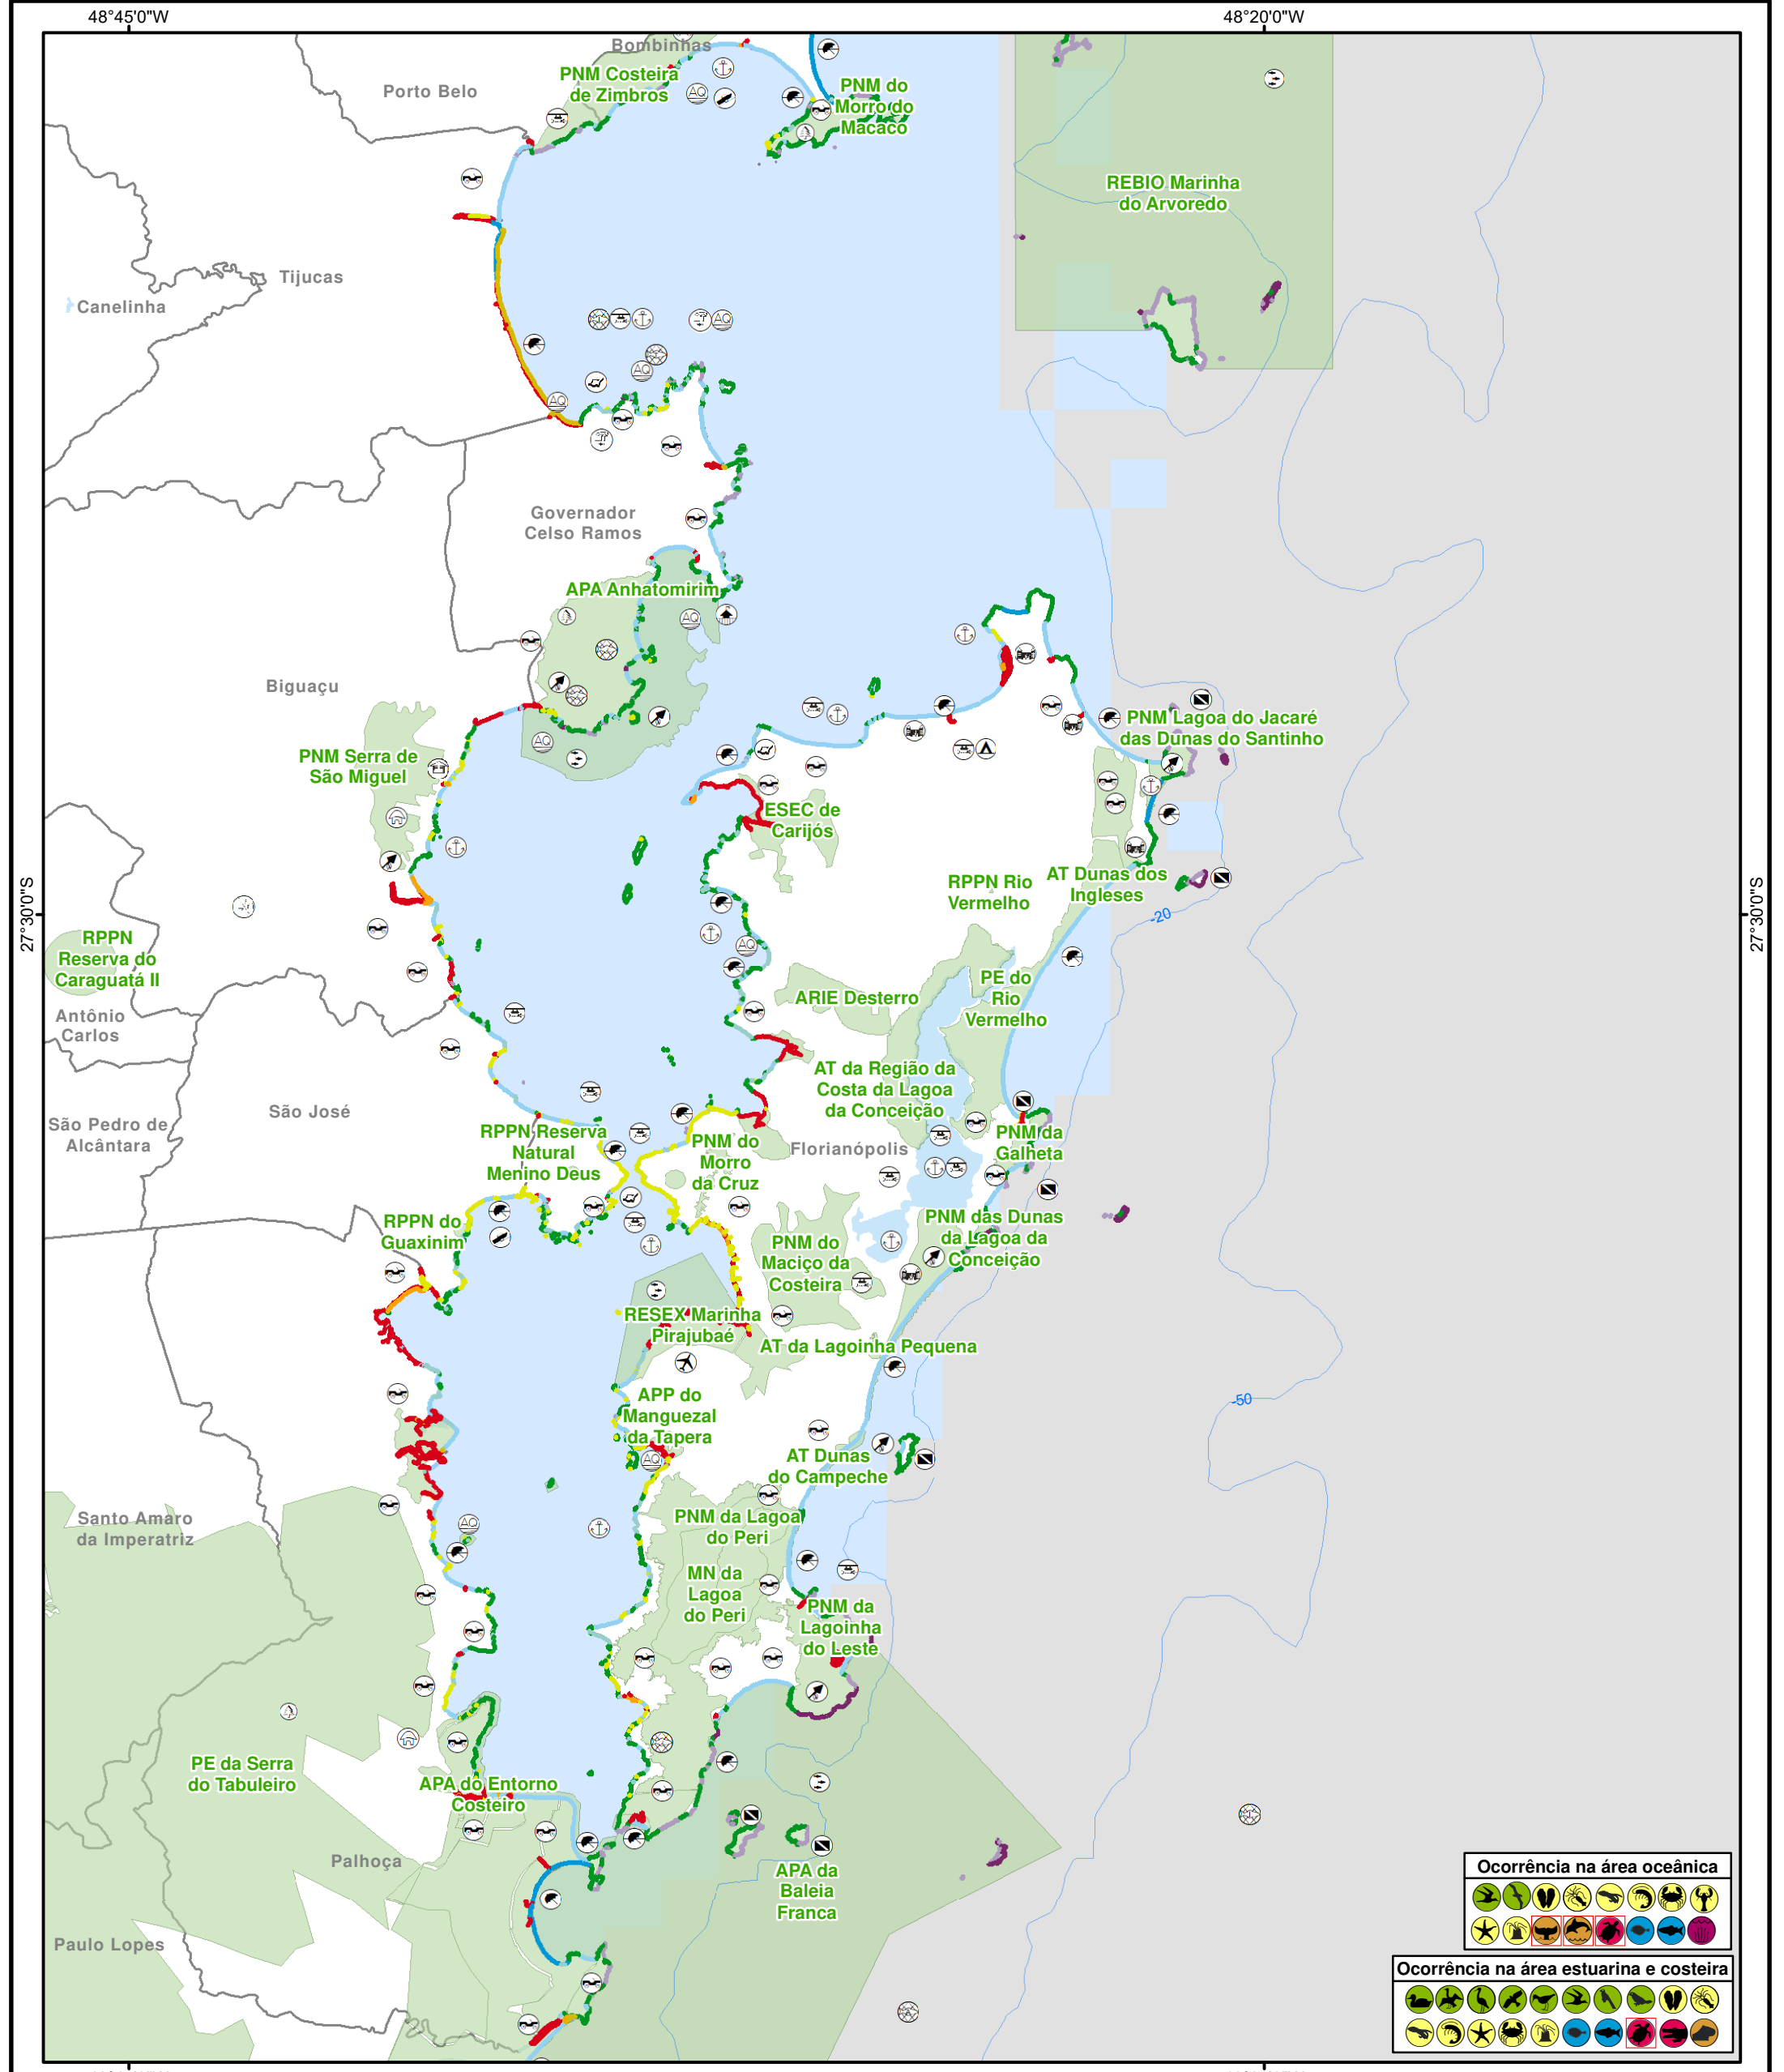 48°45'0"W
48°20'0"W
Bombinhas
PNM Costeira
de Zimbros
Porto Belo
PNM do
Morro do
Macaco
REBIO Marinha
do Arvoredo
Tijucas
Canelinha
AQ
AQ
AQ
AQ
Governador
Celso Ramos
APA Anhatomirim
AQ
Biguaçu
PNM Lagoa do Jacaré
das Dunas do Santinho
AQ
PNM Serra de
São Miguel
ESEC de
Carijós
27°30'0"S
RPPN Rio
Vermelho
AT Dunas dos
Ingleses
27°30'0"S
-20
RPPN
Reserva do
Caraguatá II
AQ
PE do
Rio
Vermelho
ARIE Desterro
Antônio
Carlos
AT da Região da
Costa da Lagoa
da Conceição
São José
São Pedro de
Alcântara
RPPN Reserva
Natural
Menino Deus
PNM do
Morro
da Cruz
Florianópolis
PNM da
Galheta
RPPN do
Guaxinim
PNM das Dunas
da Lagoa da
Conceição
PNM do
Maciço da
Costeira
RESEX Marinha
Pirajubaé
AT da Lagoinha Pequena
APP do
Manguezal
da Tapera
-50
AQ
AT Dunas
do Campeche
Santo Amaro
da Imperatriz
AQ
PNM da Lagoa
do Peri
MN da
Lagoa
do Peri
PNM da
Lagoinha
do Leste
PE da Serra
do Tabuleiro
APA do Entorno
Costeiro
Palhoça
APA da
Baleia
Franca
Paulo Lopes
Ocorrência na área oceânica
Ocorrência na área estuarina e costeira